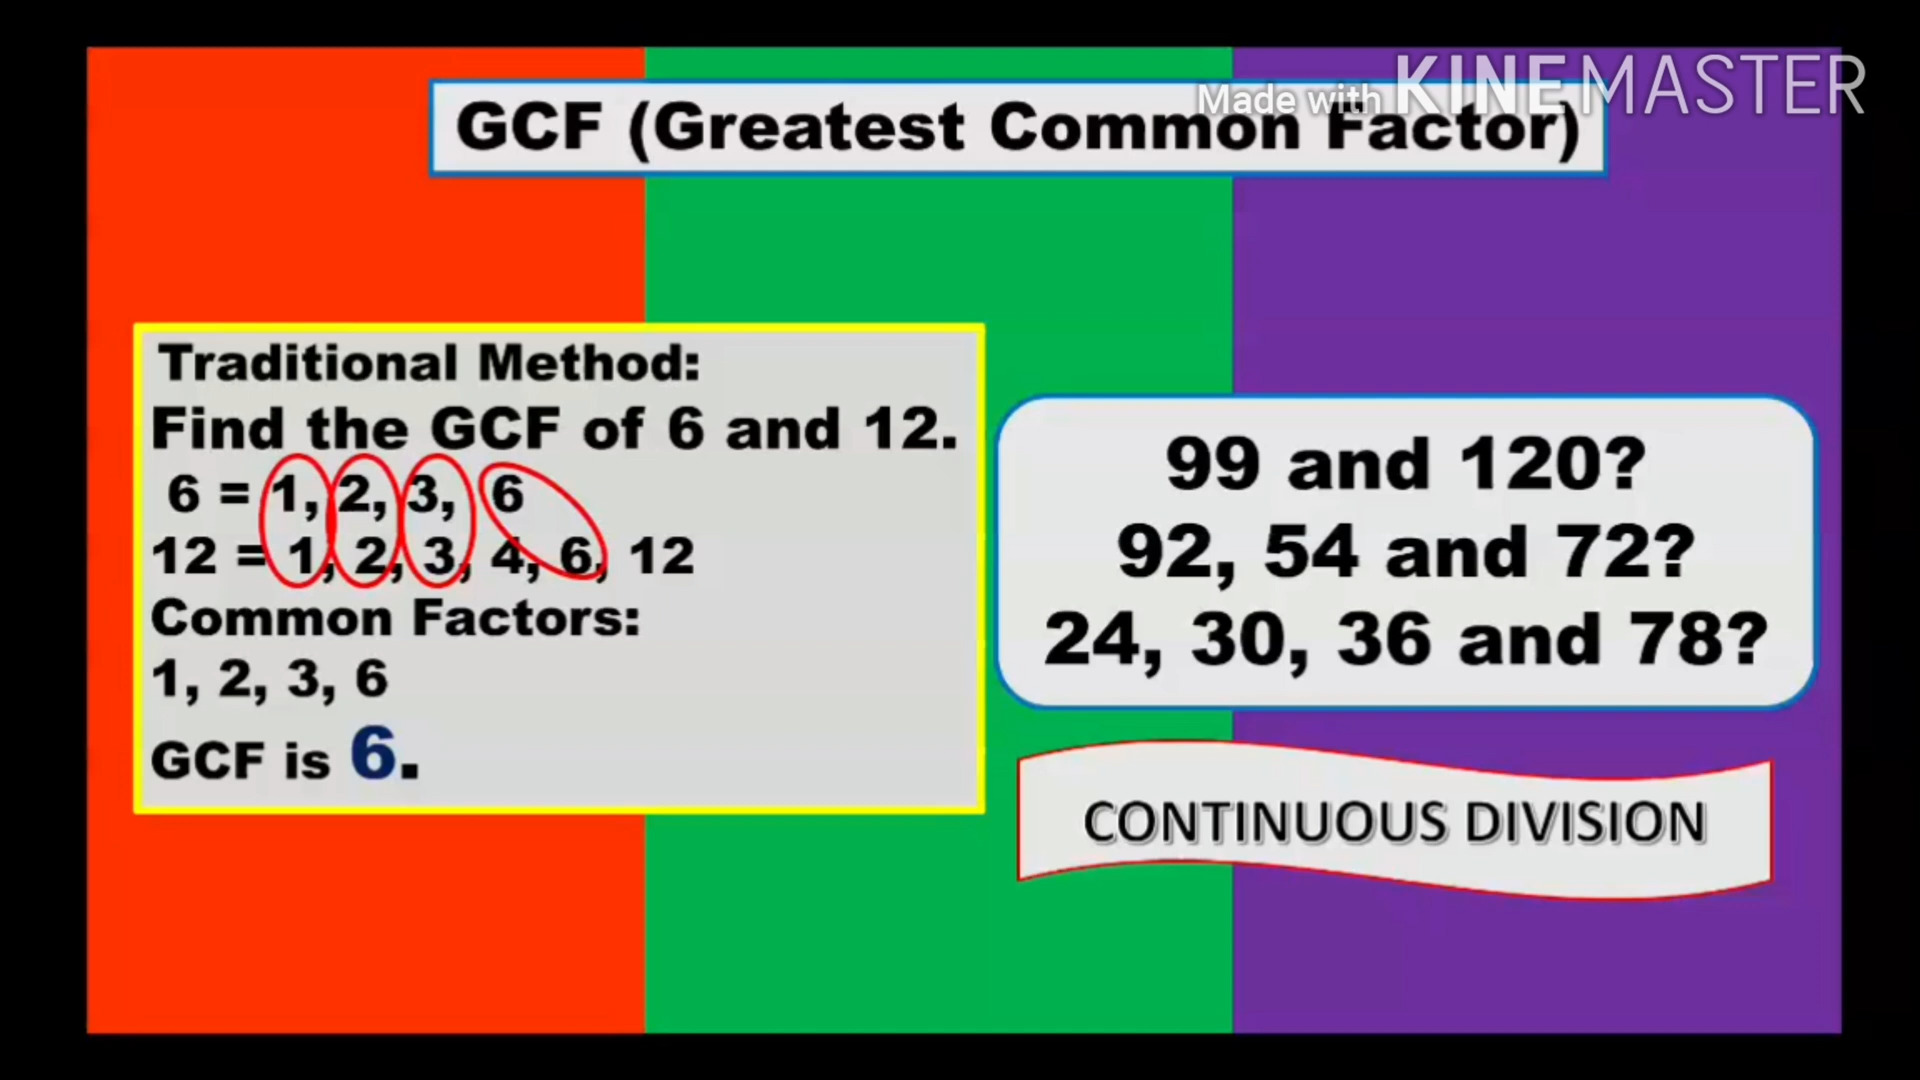 Made with KINEMASTER
GCF (Greatest Common Factor)
Traditional Method:
Find the GCF of 6 and 12.
6 = 1, 2, 3, 6
12 = 1, 2, 3, 4, 6, 12
Common Factors:
1, 2, 3, 6
GCF is 6.
99 and 120?
92, 54 and 72?
24, 30, 36 and 78?
CONTINUOUS DIVISION